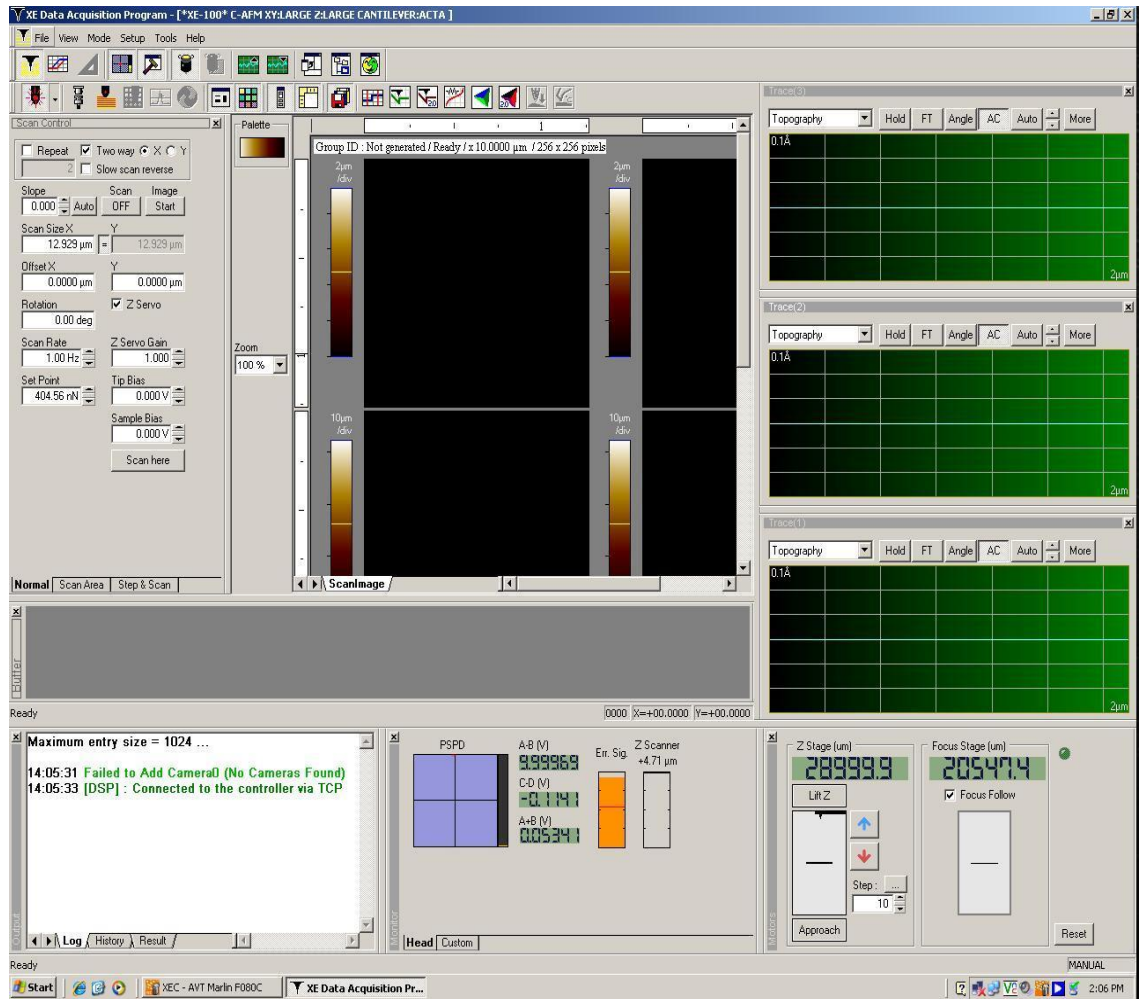 XE Data Acquisition Program - [*XE-100* C-AFM XY:LARGE Z:LARGE CANTILEVER:ACTA ]
File View Mode Setup Tools Help
Scan Control
Repeat Two way X Y
2 Slow scan reverse
Slope Scan Image
0.000 Auto OFF Start
Scan Size X Y
12.929 µm = 12.929 µm
Offset X Y
0.0000 µm 0.0000 µm
Rotation Z Servo
0.00 deg
Scan Rate Z Servo Gain
1.00 Hz 1.000
Set Point Tip Bias
404.56 nN 0.000 V
Sample Bias
0.000 V
Scan here
Normal Scan Area Step & Scan
Palette
Zoom
100 %
1
Group ID : Not generated / Ready / x 10.0000 µm / 256 x 256 pixels
2µm 2µm
/div /div
10µm 10µm
/div /div
ScanImage
Trace(3)
Topography Hold FT Angle AC Auto More
0.1Å
2µm
Trace(2)
Topography Hold FT Angle AC Auto More
0.1Å
2µm
Trace(1)
Topography Hold FT Angle AC Auto More
0.1Å
2µm
Buffer
Ready 0000 X=+00.0000 Y=+00.0000
Maximum entry size = 1024 ...
14:05:31 Failed to Add Camera0 (No Cameras Found)
14:05:33 [DSP] : Connected to the controller via TCP
Output
Log History Result
PSPD A-B (V) Err. Sig. Z Scanner
9.99969 +4.71 µm
C-D (V)
-0.1141
A+B (V)
0.05341
Monitor
Head Custom
Z Stage (um) Focus Stage (um)
28999.9 20547.4
Lift Z Focus Follow
Step : ...
10
Approach Reset
Motors
Ready MANUAL
Start XEC - AVT Marlin F080C XE Data Acquisition Pr... 2:06 PM